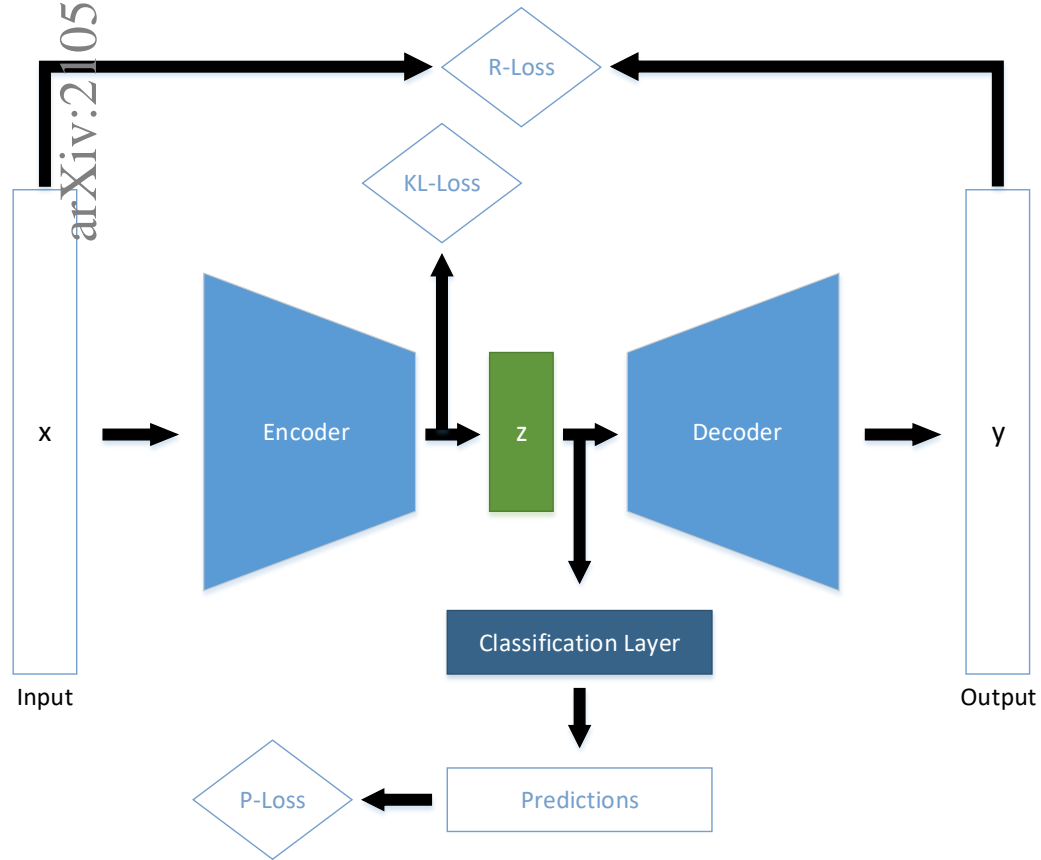 arXiv:2105
R-Loss
KL-Loss
x
Encoder
z
Decoder
y
Classification Layer
Input
Output
P-Loss
Predictions